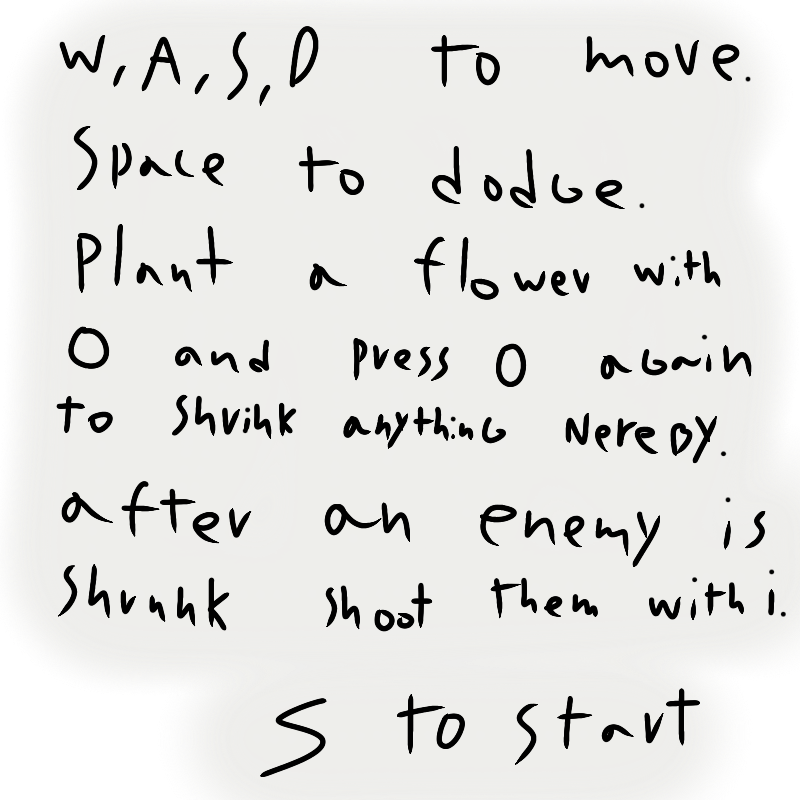 W, A, S, D to move.
Space to dodge.
Plant a flower with
O and press O again
to Shrink anything Nereby.
after an enemy is
Shrunk shoot them with i.
S to start